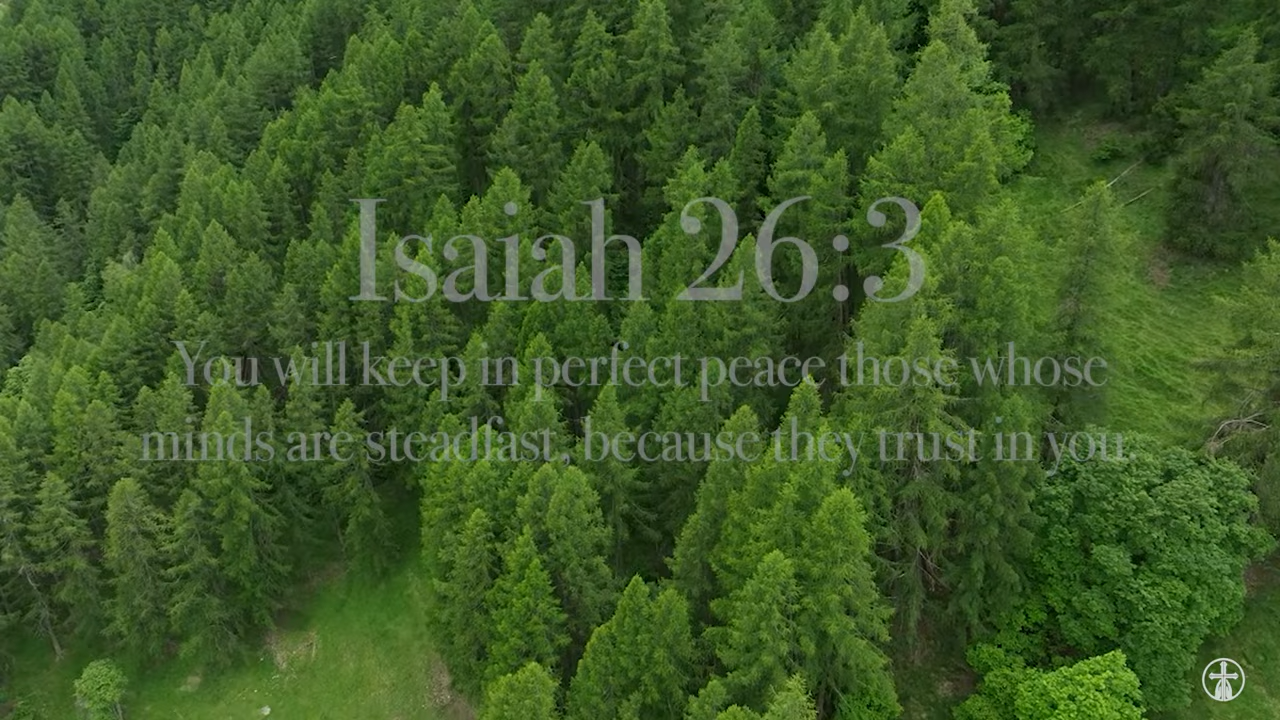 Isaiah 26:3
You will keep in perfect peace those whose
minds are steadfast, because they trust in you.